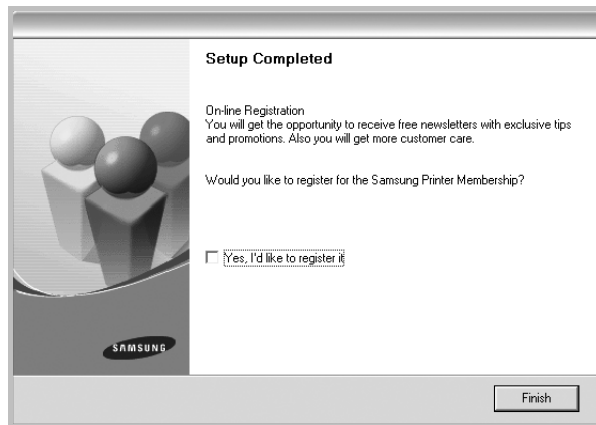 Setup Completed
On-line Registration
You will get the opportunity to receive free newsletters with exclusive tips
and promotions. Also you will get more customer care.
Would you like to register for the Samsung Printer Membership?
Yes, I'd like to register it
SAMSUNG
Finish